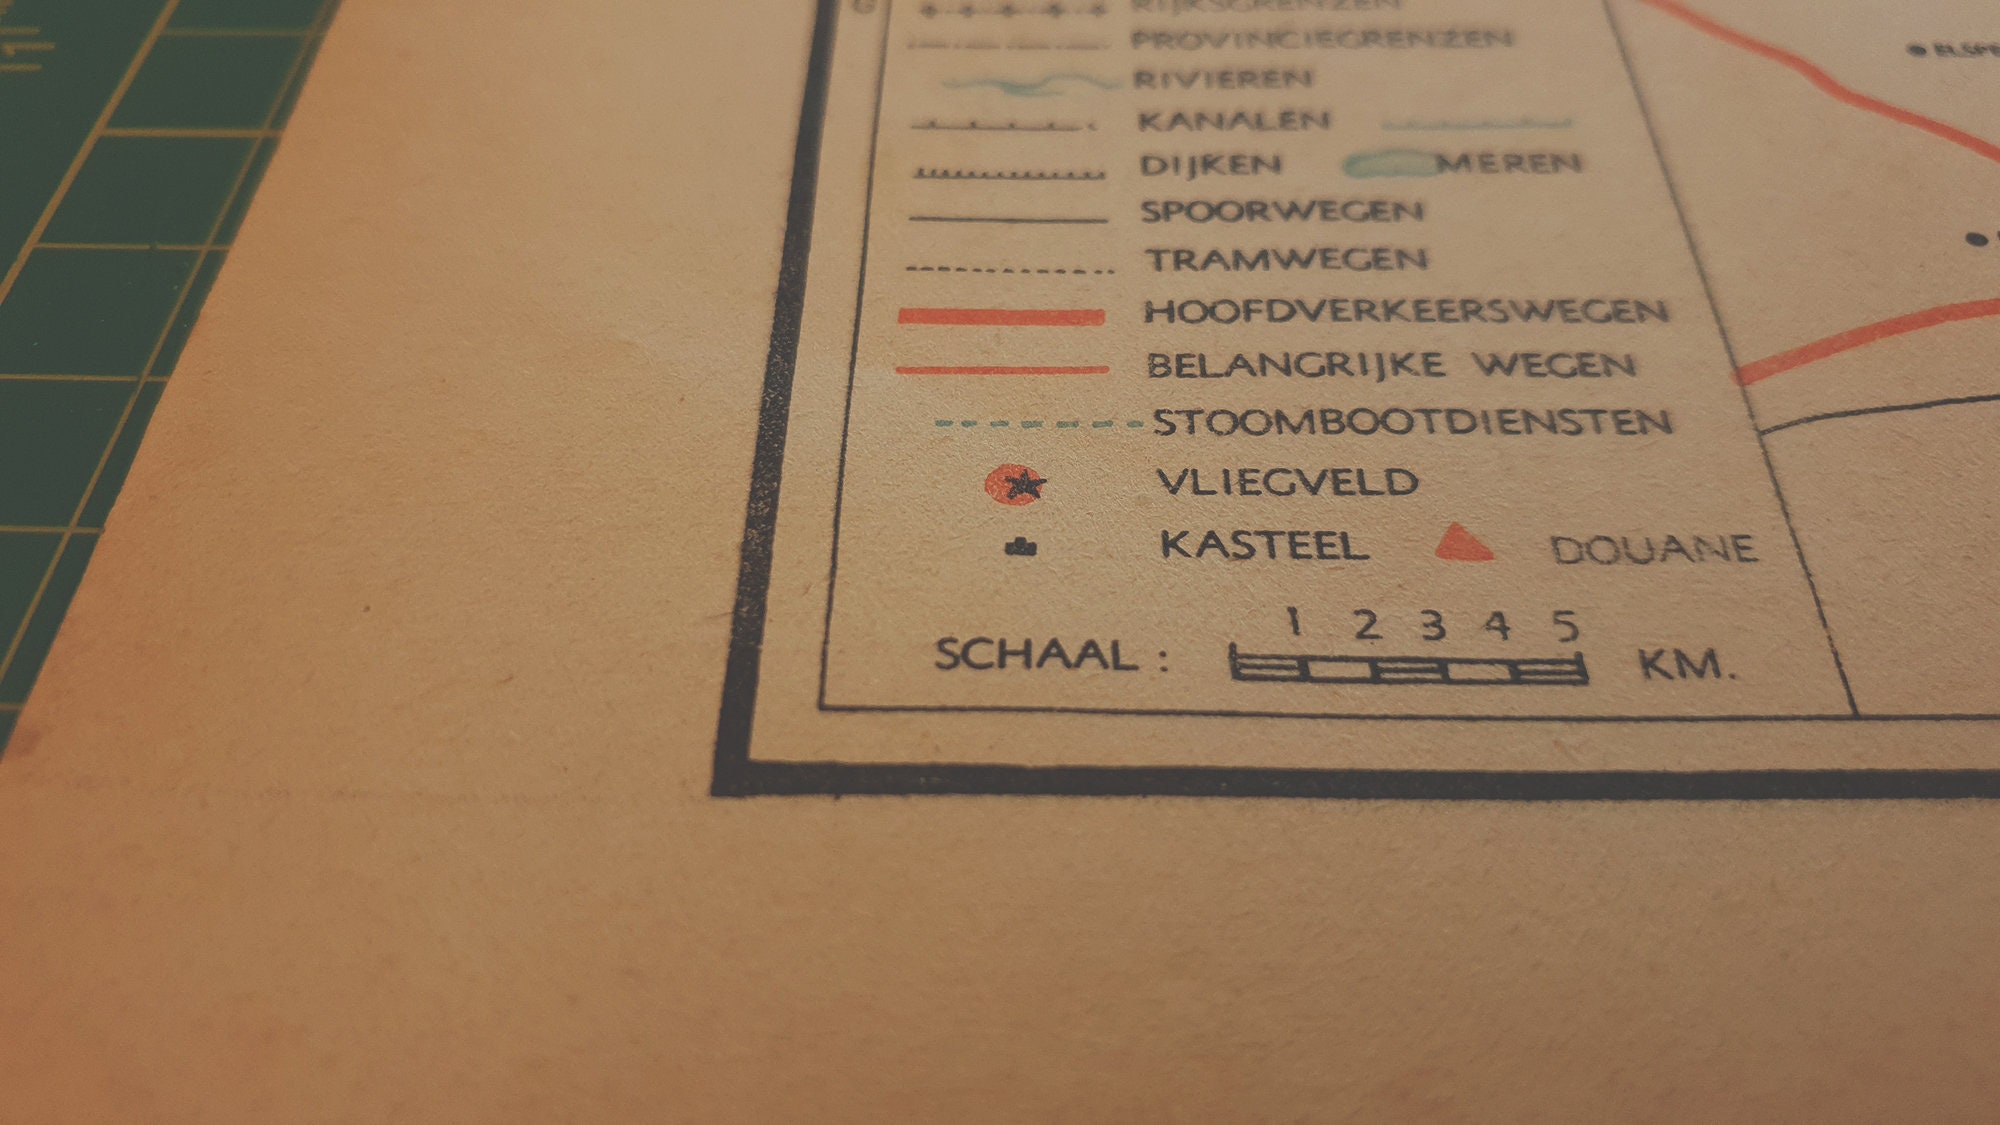 RIJKSGRENZEN
PROVINCIEGRENZEN
RIVIEREN
KANALEN
DIJKEN MEREN
SPOORWEGEN
TRAMWEGEN
HOOFDVERKEERSWEGEN
BELANGRIJKE WEGEN
STOOMBOOTDIENSTEN
VLIEGVELD
KASTEEL DOUANE
1 2 3 4 5
SCHAAL : KM.